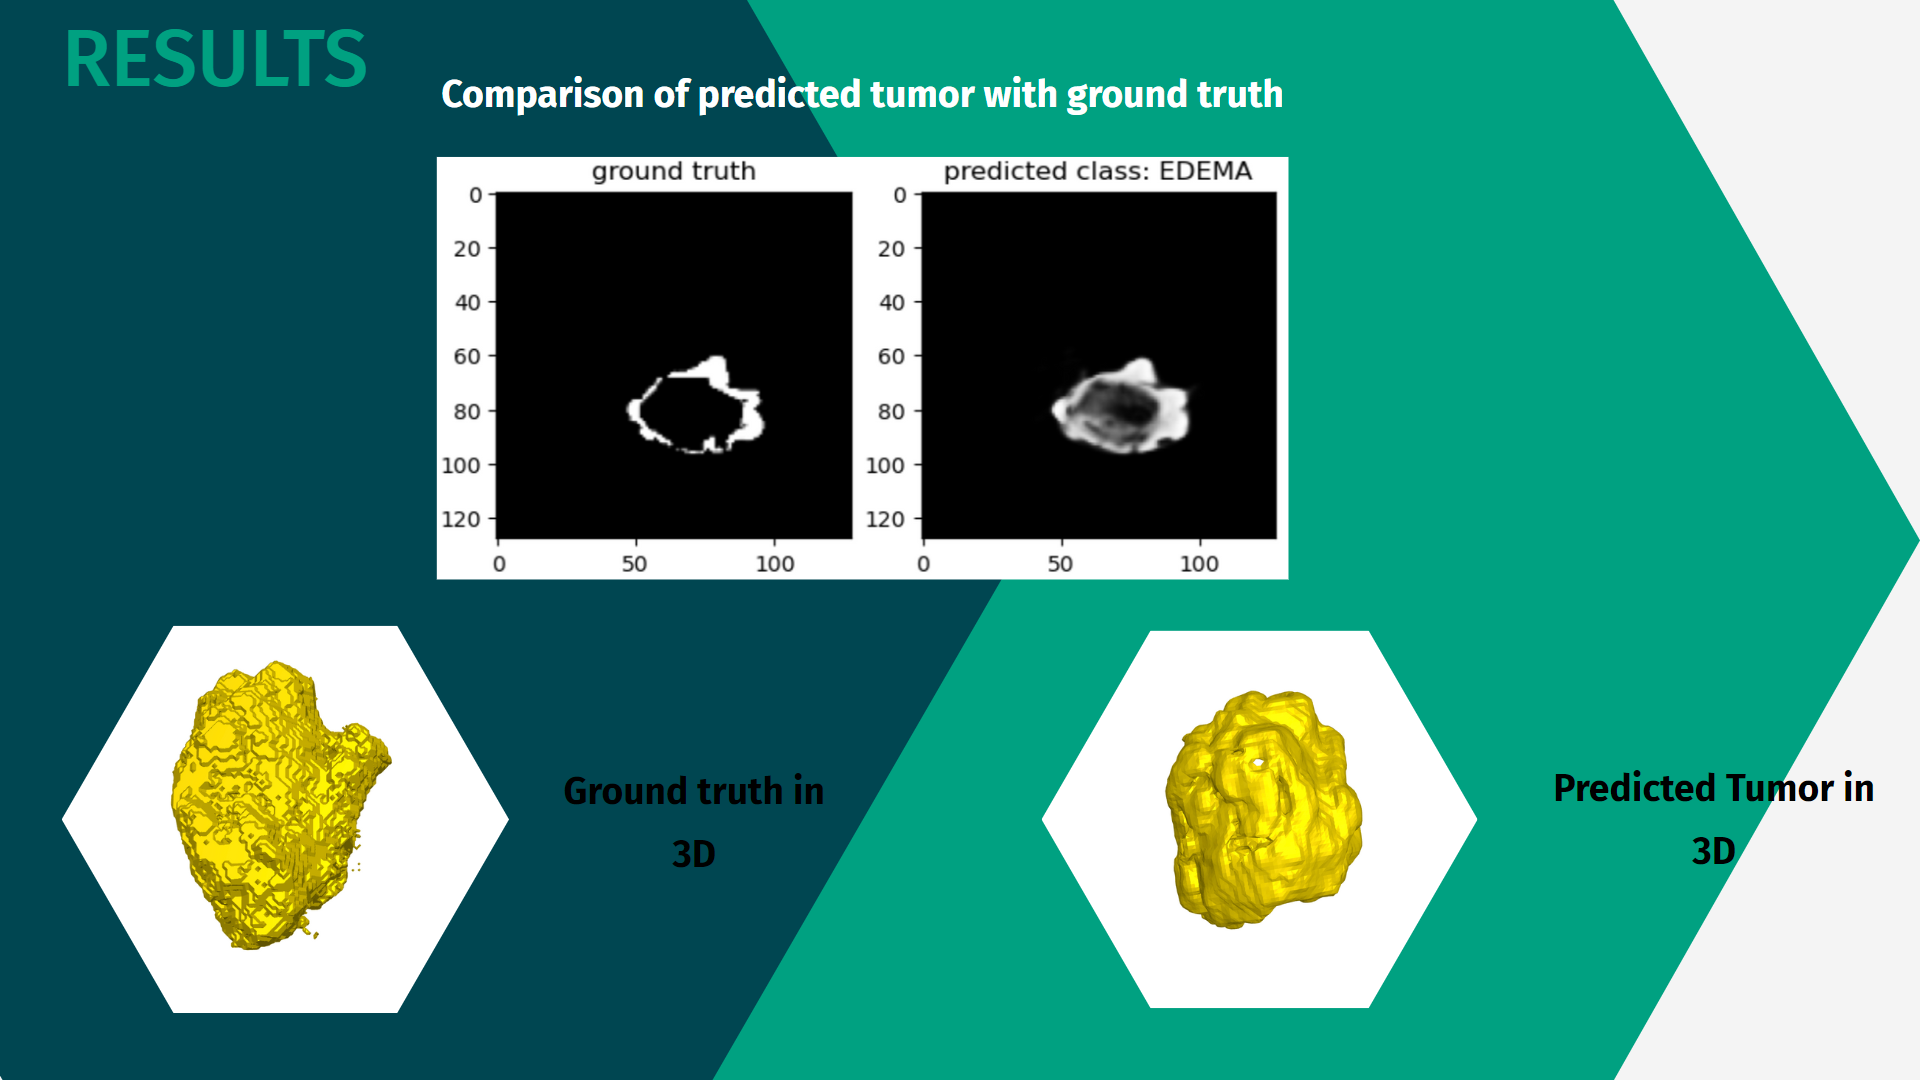 RESULTS
Comparison of predicted tumor with ground truth
ground truth
predicted class: EDEMA
0
20
40
60
80
100
120
0 50 100
0
20
40
60
80
100
120
0 50 100
Ground truth in
3D
Predicted Tumor in
3D